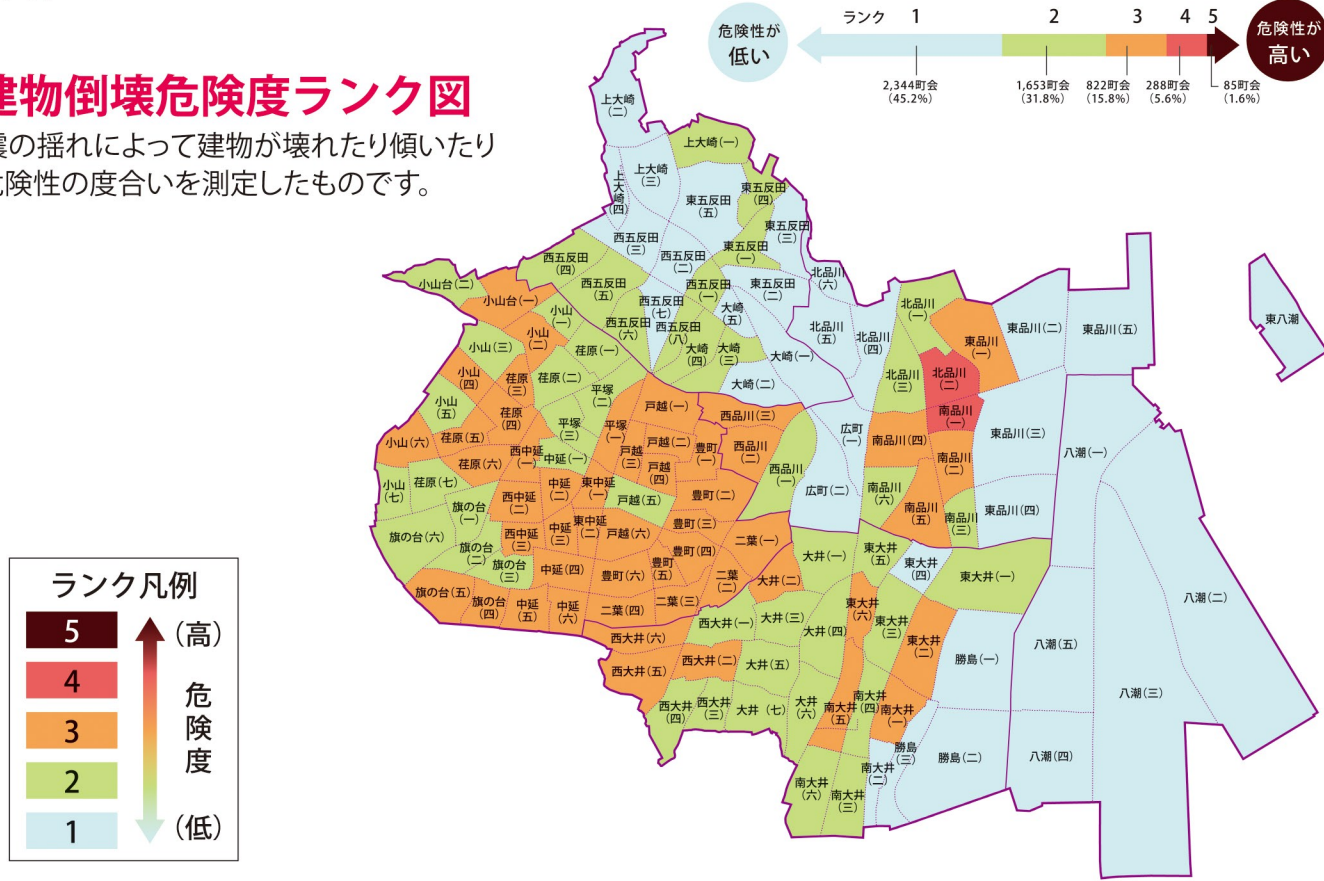 建物倒壊危険度ランク図
震の揺れによって建物が壊れたり傾いたり
危険性の度合いを測定したものです。
危険性が
低い
ランク 1 2 3 4 5
危険性が
高い
2,344町会
(45.2%)
1,653町会
(31.8%)
822町会
(15.8%)
288町会
(5.6%)
85町会
(1.6%)
上大崎
(二)
上大崎(一)
上大崎
(三)
上大崎
(四)
東五反田
(四)
東五反田
(五)
東五反田
(三)
西五反田
(三)
東五反田
(一)
西五反田
(二)
西五反田
(四)
北品川
(六)
小山台(二)
西五反田
(五)
西五反田
(一)
東五反田
(二)
小山台(一)
西五反田
(七)
大崎
(五)
小山
(一)
西五反田
(六)
西五反田
(八)
北品川
(五)
北品川
(四)
北品川
(一)
東品川(二)
東品川(五)
東八潮
小山
(二)
小山(三)
荏原(一)
大崎
(四)
大崎
(三)
大崎(一)
東品川
(一)
小山
(四)
荏原
(三)
荏原(二)
大崎(二)
北品川
(三)
北品川
(二)
平塚
(二)
小山
(五)
荏原
(四)
戸越(一)
西品川(三)
南品川
(一)
平塚
(三)
平塚
(一)
広町
(一)
東品川(三)
小山(六)
荏原(五)
戸越(二)
豊町
(一)
西品川
(二)
南品川(四)
西中延
(一)
中延(一)
戸越
(三)
戸越
(四)
南品川
(二)
八潮(一)
荏原(六)
西品川
(一)
小山
(七)
荏原(七)
中延
(二)
東中延
(一)
豊町(二)
広町(二)
南品川
(六)
西中延
(二)
戸越(五)
南品川
(五)
南品川
(三)
東品川(四)
旗の台
(一)
豊町(三)
旗の台(六)
西中延
(三)
中延
(三)
東中延
(二)
戸越(六)
二葉(一)
旗の台
(二)
豊町(四)
大井(一)
東大井
(五)
東大井
(四)
旗の台
(三)
中延(四)
豊町(六)
豊町
(五)
二葉
(二)
大井(二)
東大井(一)
旗の台(五)
旗の台
(四)
中延
(五)
中延
(六)
二葉(四)
二葉(三)
東大井
(六)
八潮(二)
西大井(六)
西大井(一)
大井(三)
大井(四)
東大井
(三)
東大井
(二)
八潮(五)
西大井(五)
西大井(二)
大井(五)
勝島(一)
八潮(三)
西大井
(四)
西大井
(三)
大井(七)
大井
(六)
南大井
(五)
南大井
(四)
南大井
(一)
勝島
(三)
勝島(二)
八潮(四)
南大井
(二)
南大井
(六)
南大井
(三)
ランク凡例
5
4
3
2
1
(高)
危険度
(低)